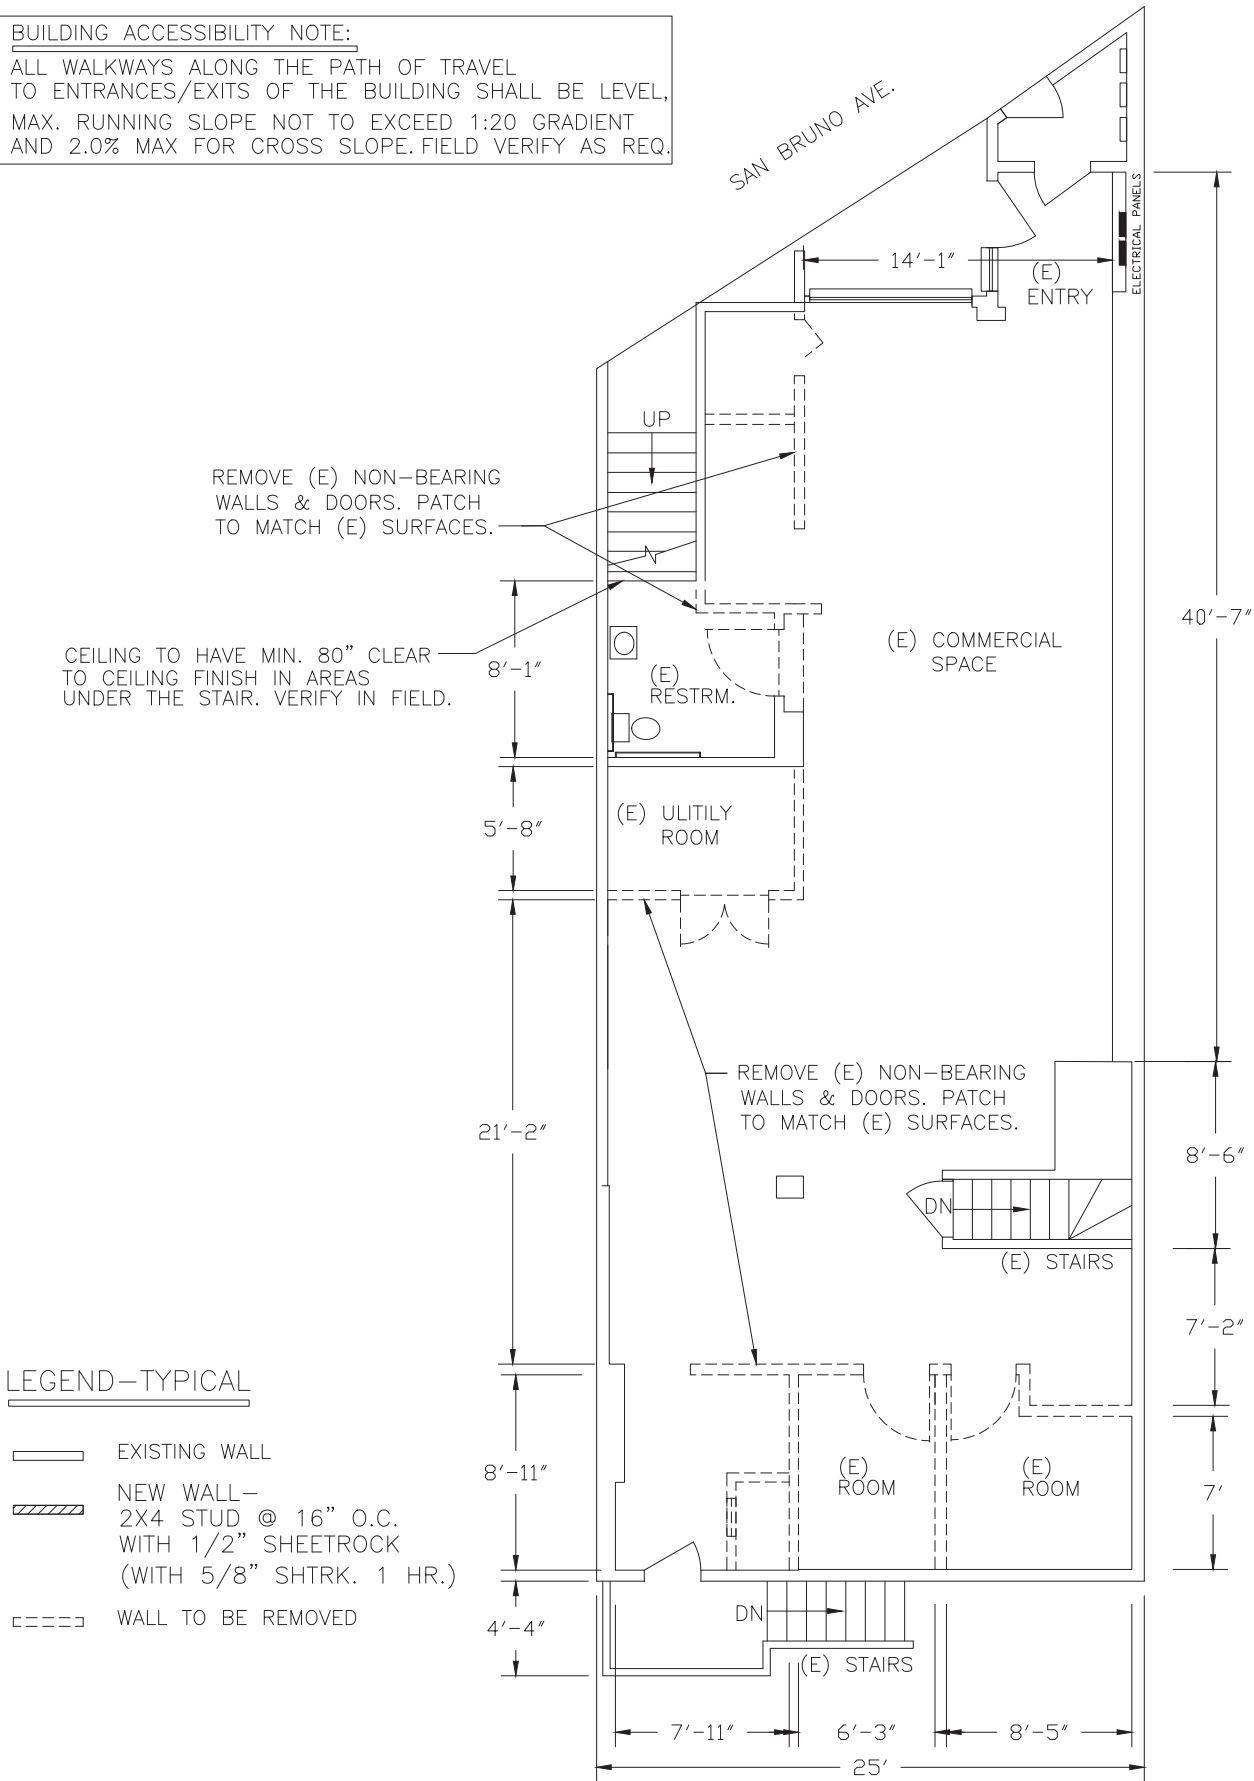 BUILDING ACCESSIBILITY NOTE:
ALL WALKWAYS ALONG THE PATH OF TRAVEL
TO ENTRANCES/EXITS OF THE BUILDING SHALL BE LEVEL,
MAX. RUNNING SLOPE NOT TO EXCEED 1:20 GRADIENT
AND 2.0% MAX FOR CROSS SLOPE. FIELD VERIFY AS REQ.
SAN BRUNO AVE.
ELECTRICAL PANELS
14'-1"
(E)
ENTRY
UP
REMOVE (E) NON-BEARING
WALLS & DOORS. PATCH
TO MATCH (E) SURFACES.
40'-7"
(E) COMMERCIAL
SPACE
CEILING TO HAVE MIN. 80" CLEAR
TO CEILING FINISH IN AREAS
UNDER THE STAIR. VERIFY IN FIELD.
8'-1"
(E)
RESTRM.
5'-8"
(E) ULITILY
ROOM
REMOVE (E) NON-BEARING
WALLS & DOORS. PATCH
TO MATCH (E) SURFACES.
21'-2"
8'-6"
DN
(E) STAIRS
7'-2"
LEGEND-TYPICAL
EXISTING WALL
NEW WALL-
2X4 STUD @ 16" O.C.
WITH 1/2" SHEETROCK
(WITH 5/8" SHTRK. 1 HR.)
WALL TO BE REMOVED
8'-11"
(E)
ROOM
(E)
ROOM
7'
4'-4"
DN
(E) STAIRS
7'-11"
6'-3"
8'-5"
25'